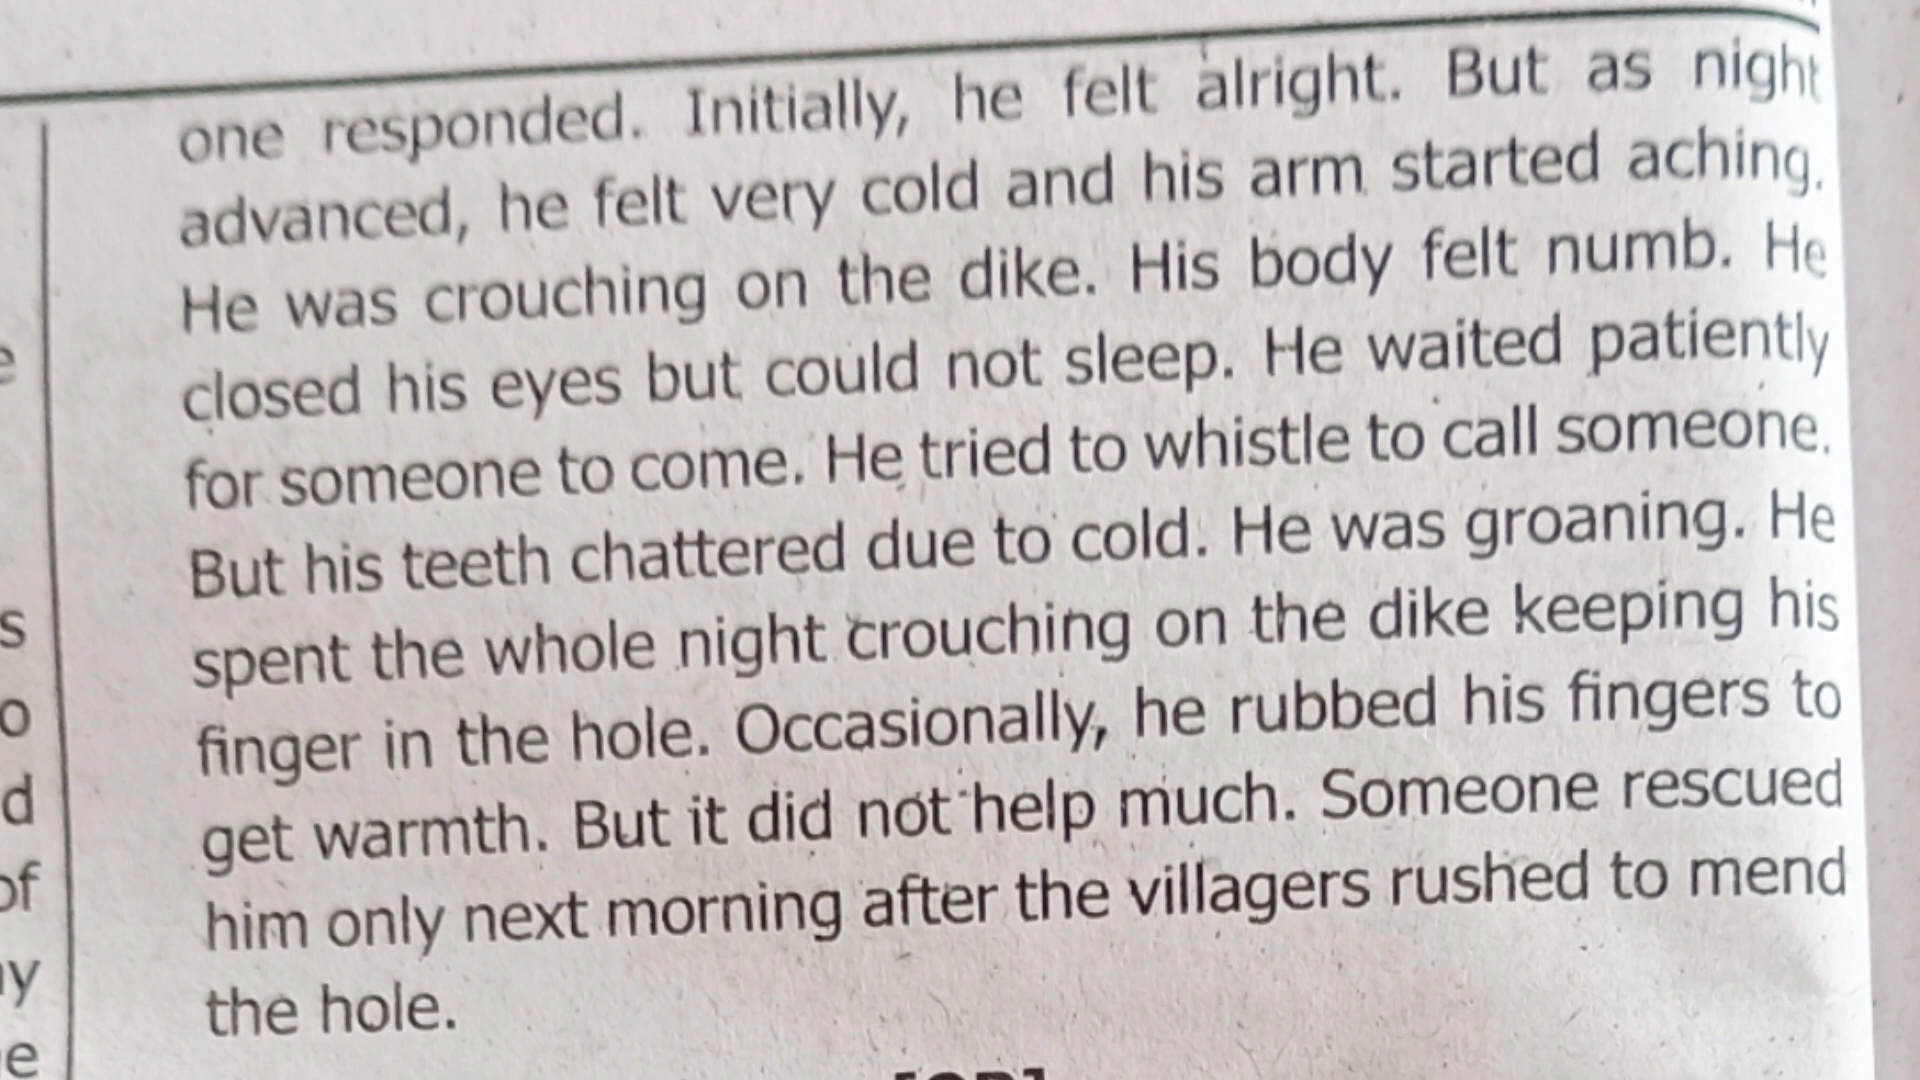 one responded. Initially, he felt alright. But as night
advanced, he felt very cold and his arm started aching.
He was crouching on the dike. His body felt numb. He
closed his eyes but could not sleep. He waited patiently
for someone to come. He tried to whistle to call someone.
But his teeth chattered due to cold. He was groaning. He
spent the whole night crouching on the dike keeping his
finger in the hole. Occasionally, he rubbed his fingers to
get warmth. But it did not help much. Someone rescued
him only next morning after the villagers rushed to mend
the hole.